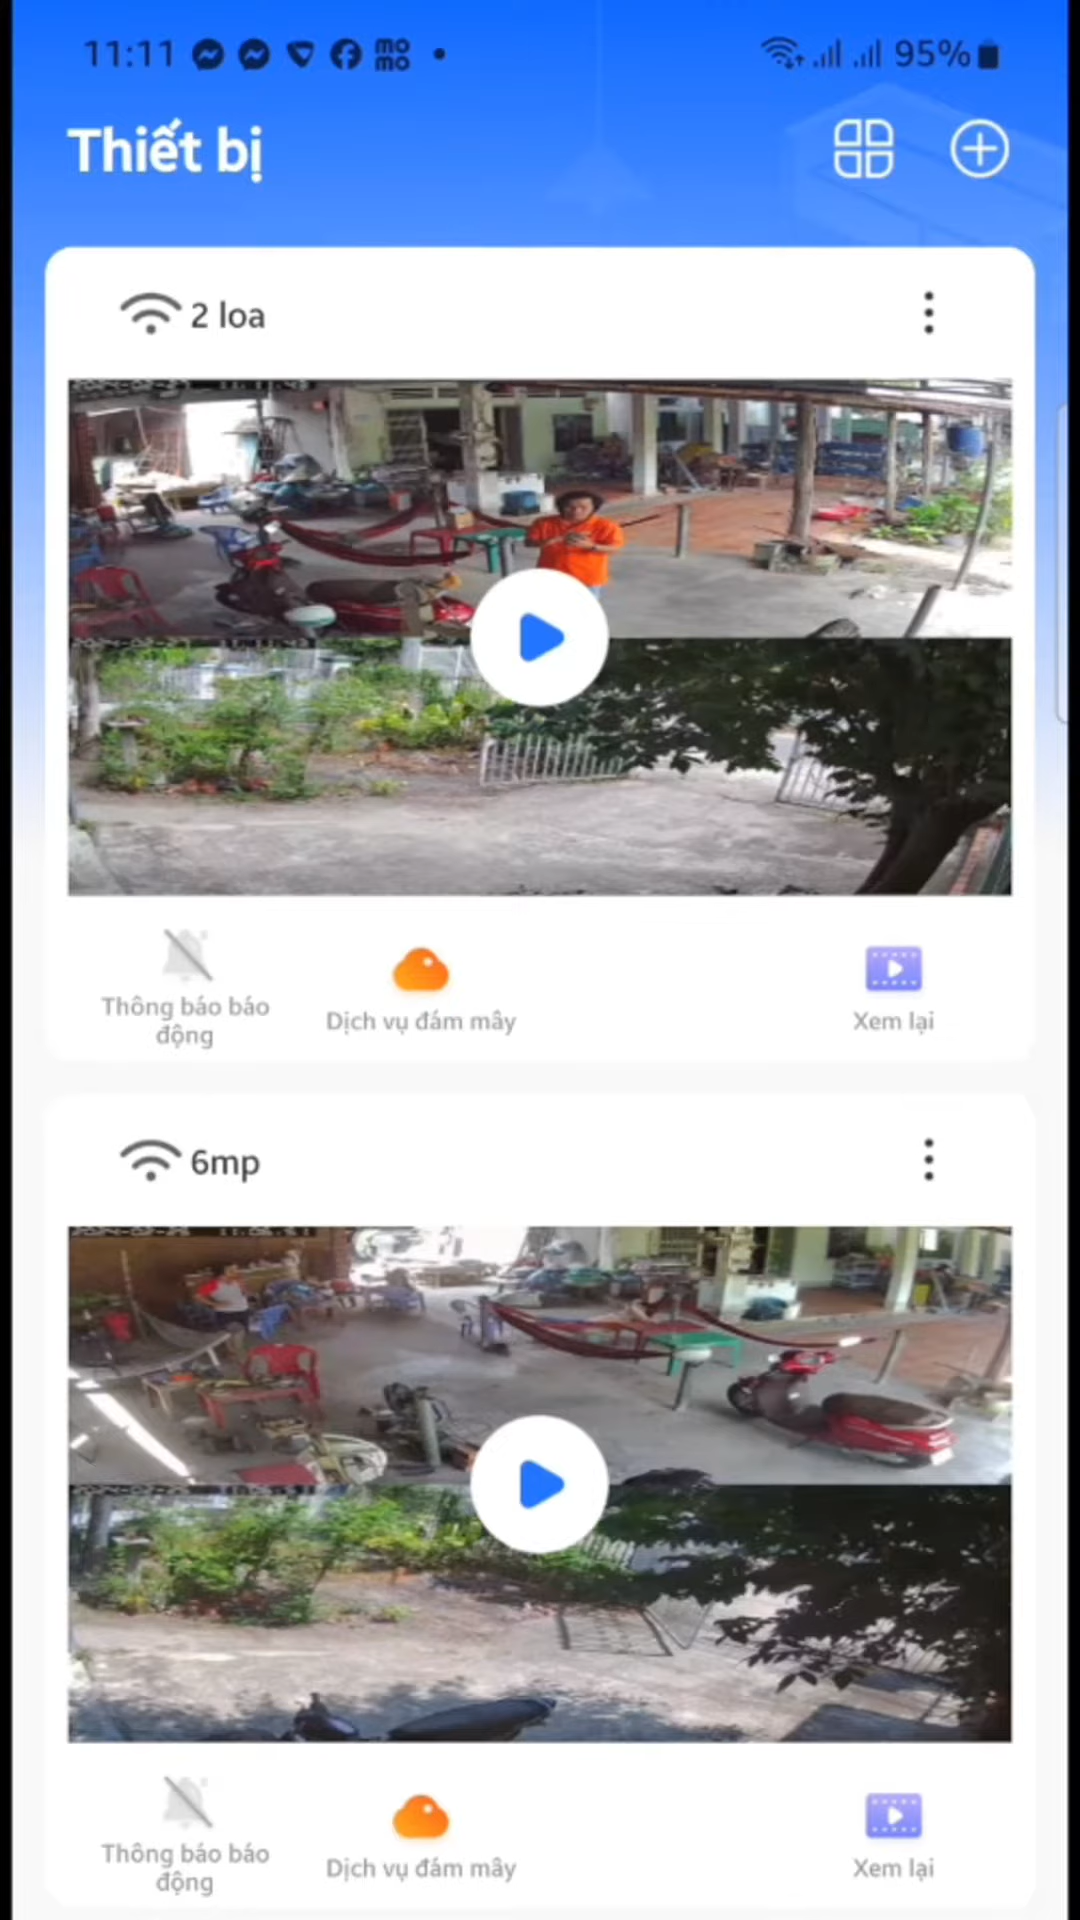 11:11
95%
Thiết bị
2 loa
Thông báo báo
động
Dịch vụ đám mây
Xem lại
6mp
Thông báo báo
động
Dịch vụ đám mây
Xem lại